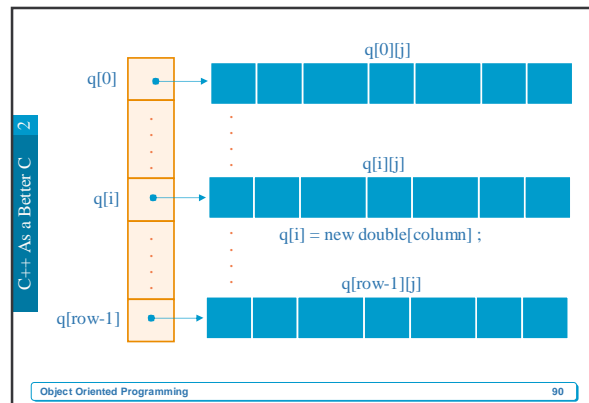 q[0][j]
q[0]
q[i][j]
q[i]
q[i] = new double[column] ;
q[row-1][j]
q[row-1]
C++ As a Better C 2
Object Oriented Programming 90